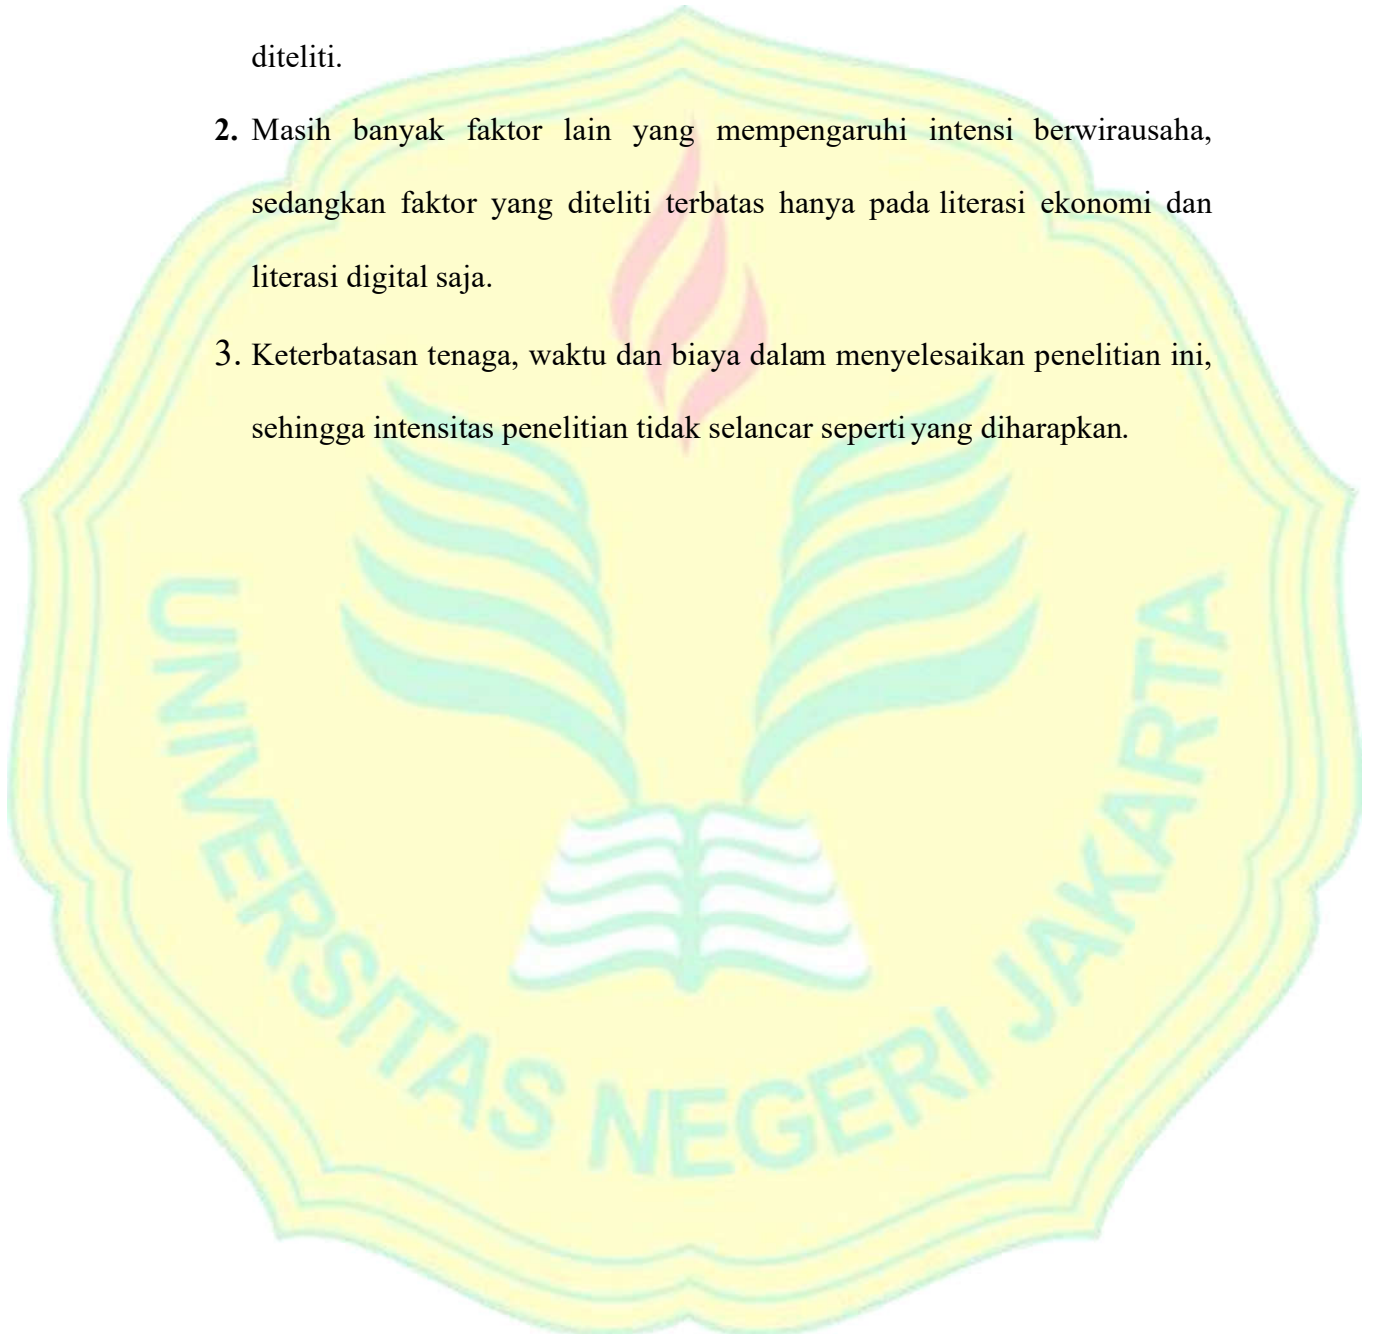 diteliti.
2. Masih banyak faktor lain yang mempengaruhi intensi berwirausaha,
sedangkan faktor yang diteliti terbatas hanya pada literasi ekonomi dan
literasi digital saja.
3. Keterbatasan tenaga, waktu dan biaya dalam menyelesaikan penelitian ini,
sehingga intensitas penelitian tidak selancar seperti yang diharapkan.
UNIVERSITAS NEGERI JAKARTA